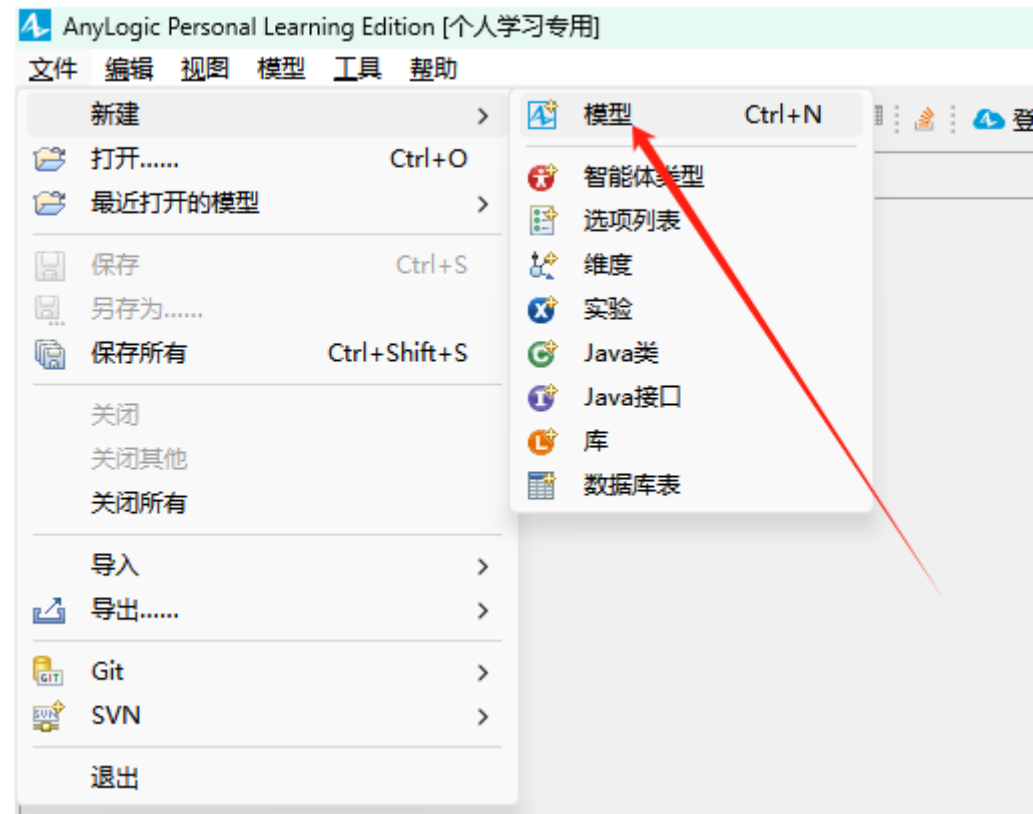 AnyLogic Personal Learning Edition [个人学习专用]
文件 编辑 视图 模型 工具 帮助
新建
打开...... Ctrl+O
最近打开的模型
保存 Ctrl+S
另存为......
保存所有 Ctrl+Shift+S
关闭
关闭其他
关闭所有
导入
导出......
GIT Git
SVN SVN
退出
模型 Ctrl+N
智能体类型
选项列表
维度
实验
Java类
Java接口
库
数据库表
登